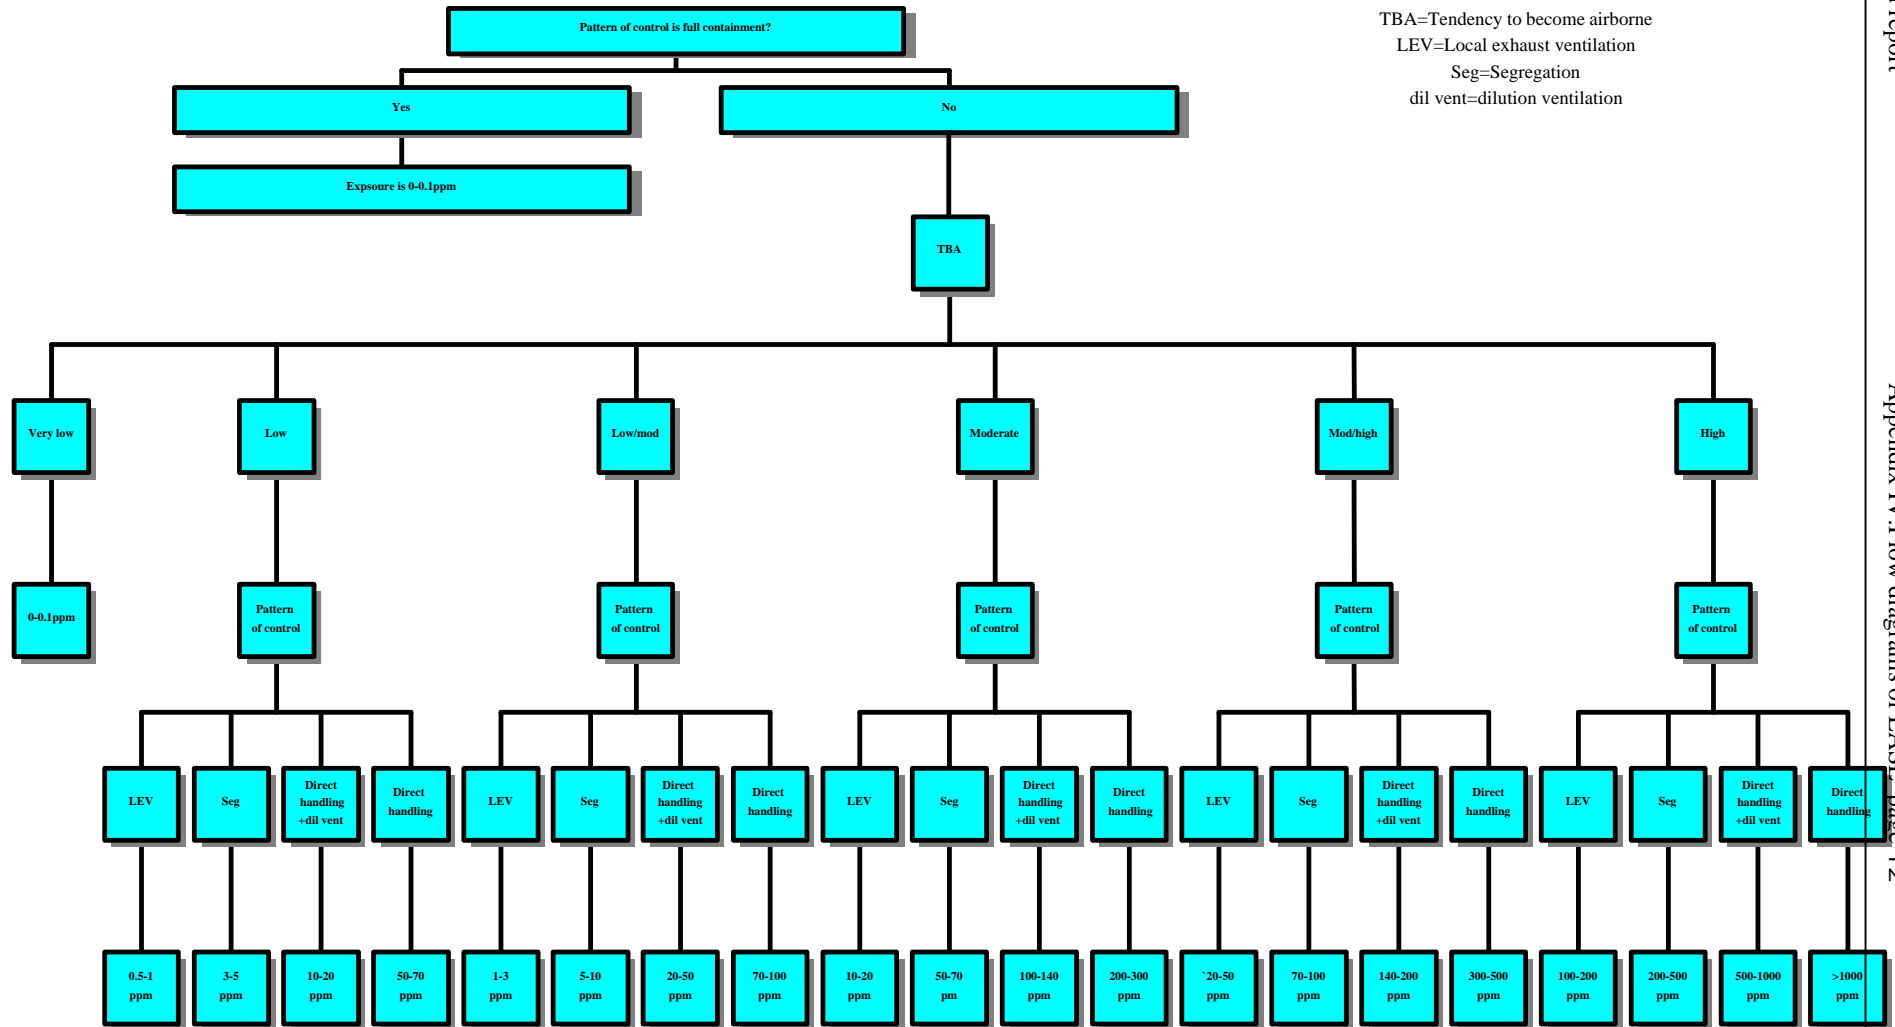 Pattern of control is full containment?
TBA=Tendency to become airborne
LEV=Local exhaust ventilation
Seg=Segregation
dil vent=dilution ventilation
Yes
No
Expsoure is 0-0.1ppm
TBA
Very low
Low
Low/mod
Moderate
Mod/high
High
0-0.1ppm
Pattern
of control
Pattern
of control
Pattern
of control
Pattern
of control
Pattern
of control
LEV
Seg
Direct
handling
+dil vent
Direct
handling
LEV
Seg
Direct
handling
+dil vent
Direct
handling
LEV
Seg
Direct
handling
+dil vent
Direct
handling
LEV
Seg
Direct
handling
+dil vent
Direct
handling
LEV
Seg
Direct
handling
+dil vent
Direct
handling
0.5-1
ppm
3-5
ppm
10-20
ppm
50-70
ppm
1-3
ppm
5-10
ppm
20-50
ppm
70-100
ppm
10-20
ppm
50-70
pm
100-140
ppm
200-300
ppm
`20-50
ppm
70-100
ppm
140-200
ppm
300-500
ppm
100-200
ppm
200-500
ppm
500-1000
ppm
>1000
ppm
report